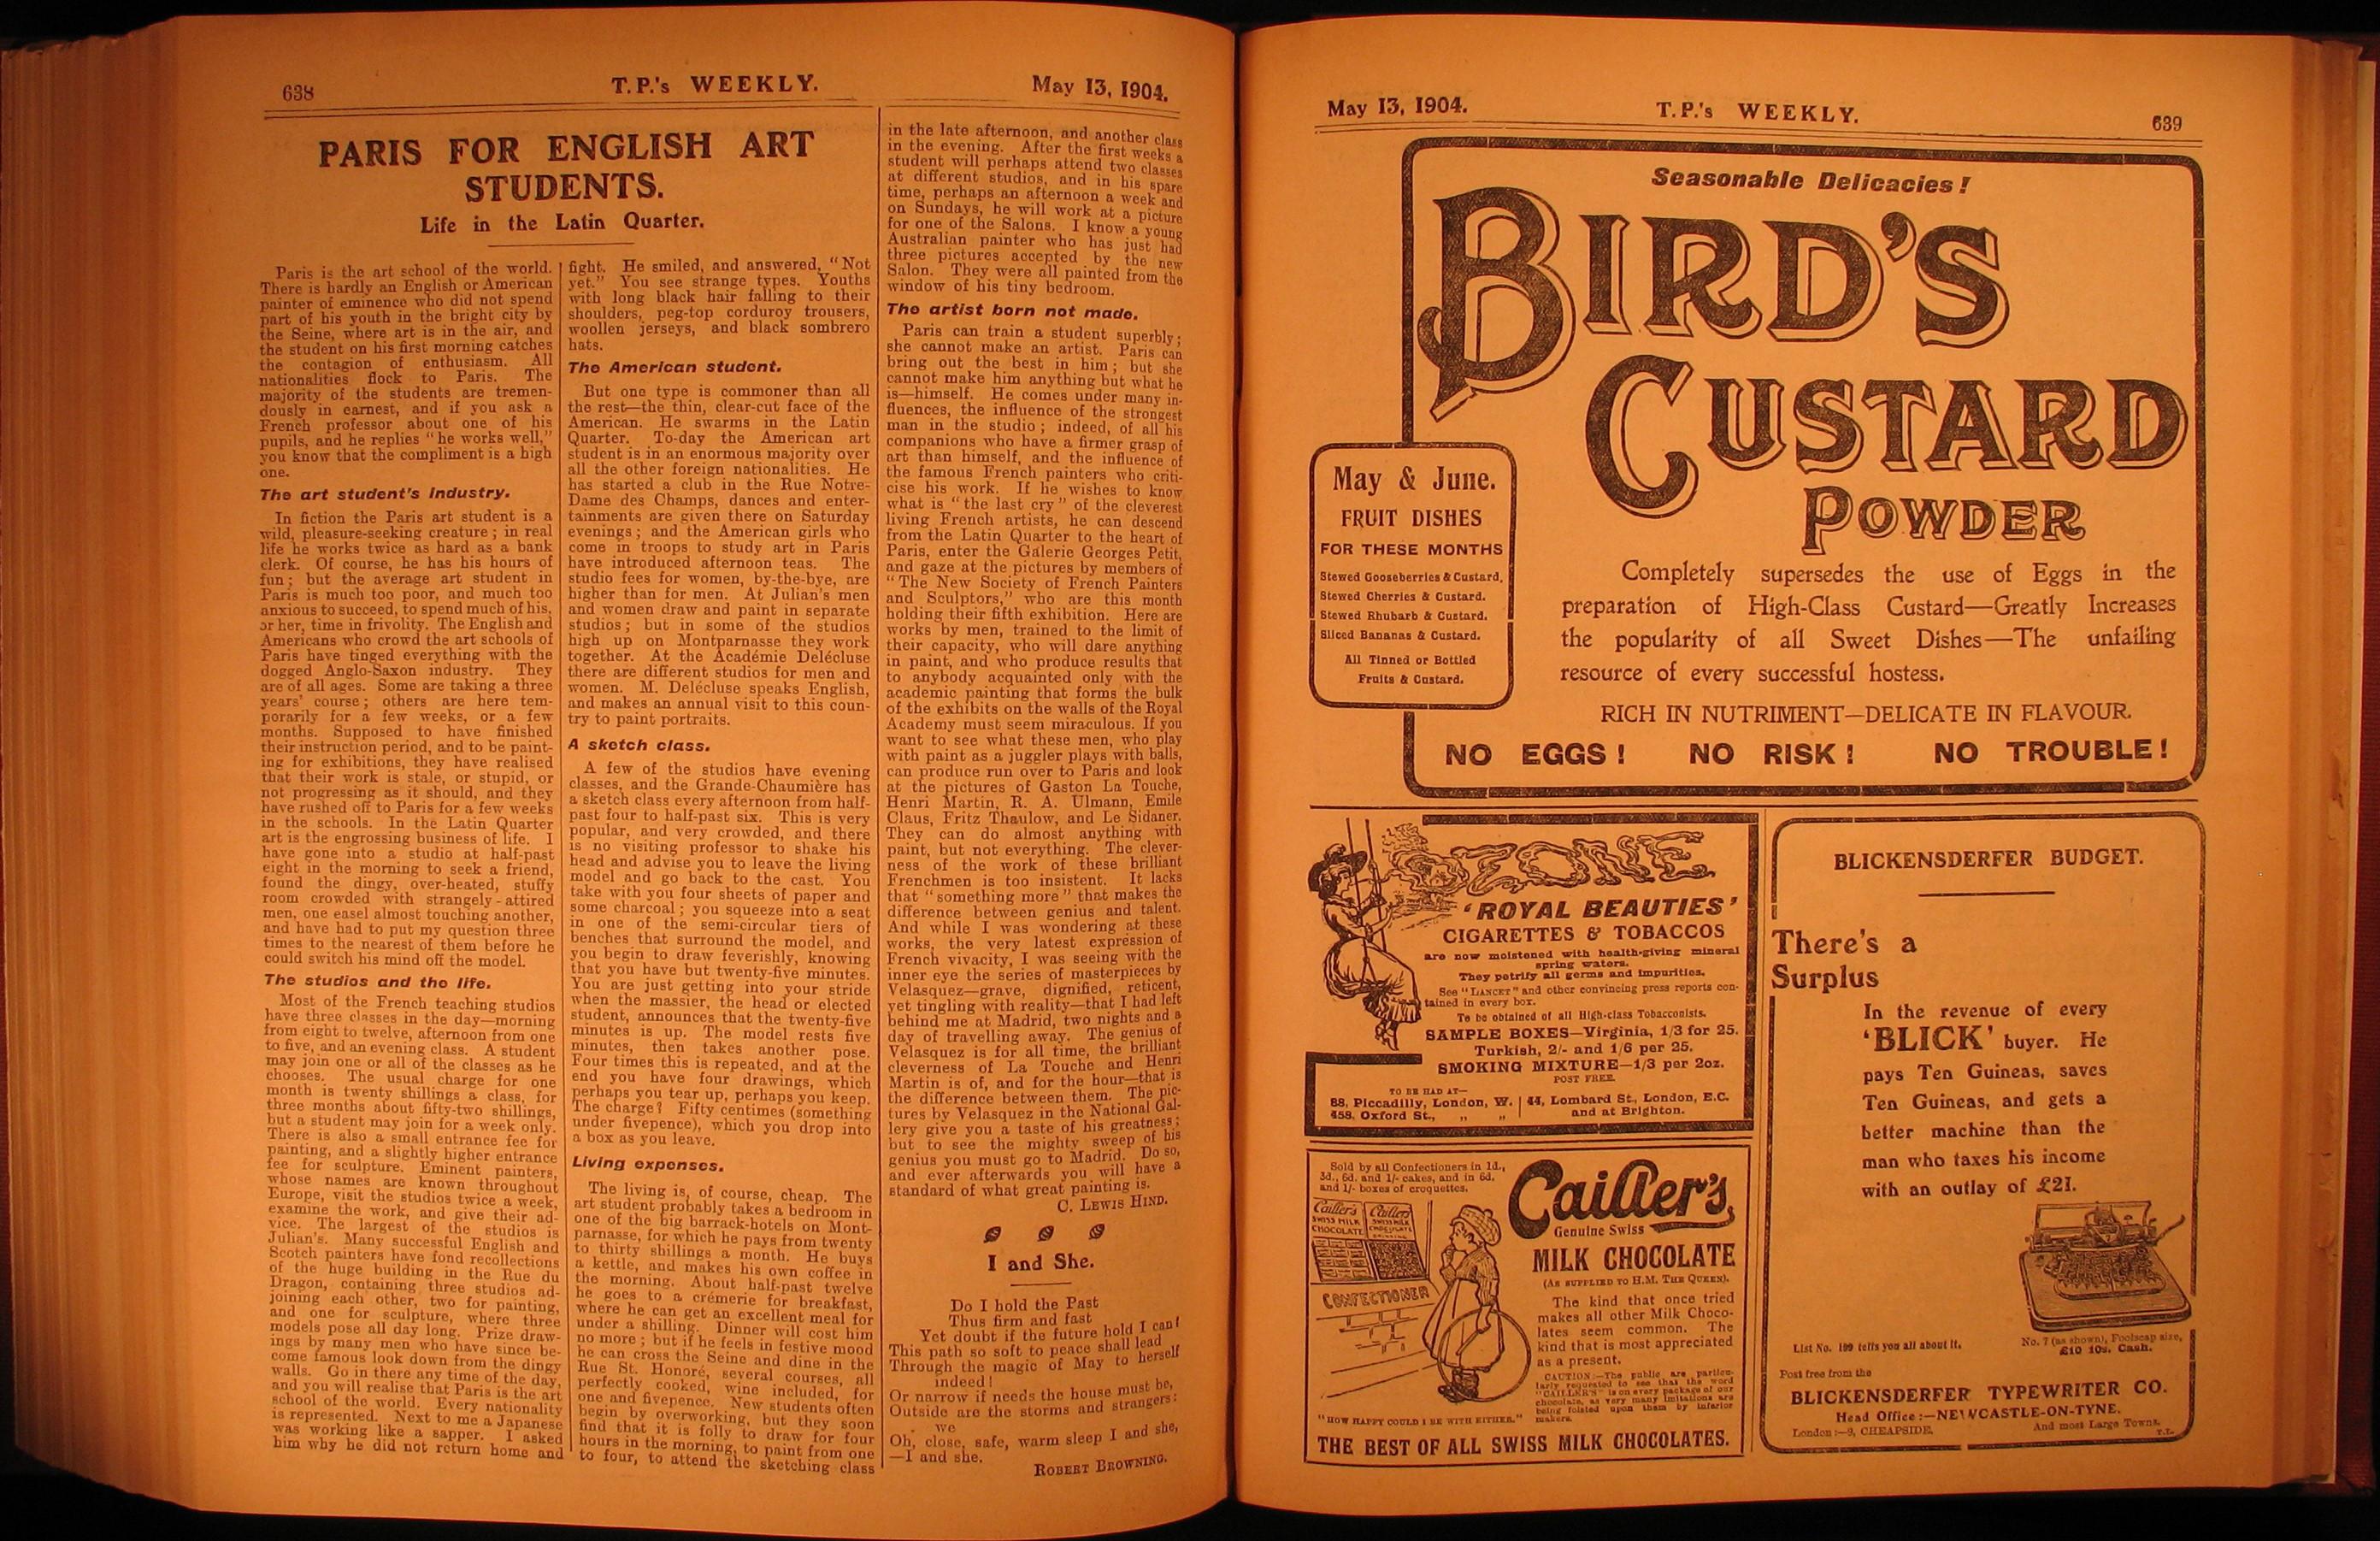 638
T.P.'s WEEKLY.
May 13, 1904.
PARIS FOR ENGLISH ART
STUDENTS.
Life in the Latin Quarter.
Paris is the art school of the world.
There is hardly an English or American
painter of eminence who did not spend
part of his youth in the bright city by
the Seine, where art is in the air, and
the student on his first morning catches
the contagion of enthusiasm. All
nationalities flock to Paris. The
majority of the students are tremen-
dously in earnest, and if you ask a
French professor about one of his
pupils, and he replies "he works well,"
you know that the compliment is a high
one.
The art student's industry.
In fiction the Paris art student is a
wild, pleasure-seeking creature; in real
life he works twice as hard as a bank
clerk. Of course, he has his hours of
fun; but the average art student in
Paris is much too poor, and much too
anxious to succeed, to spend much of his,
or her, time in frivolity. The English and
Americans who crowd the art schools of
Paris have tinged everything with the
dogged Anglo-Saxon industry. They
are of all ages. Some are taking a three
years' course; others are here tem-
porarily for a few weeks, or a few
months. Supposed to have finished
their instruction period, and to be paint-
ing for exhibitions, they have realised
that their work is stale, or stupid, or
not progressing as it should, and they
have rushed off to Paris for a few weeks
in the schools. In the Latin Quarter
art is the engrossing business of life. I
have gone into a studio at half-past
eight in the morning to seek a friend,
found the dingy, over-heated, stuffy
room crowded with strangely-attired
men, one easel almost touching another,
and have had to put my question three
times to the nearest of them before he
could switch his mind off the model.
The studios and the life.
Most of the French teaching studios
have three classes in the day—morning
from eight to twelve, afternoon from one
to five, and an evening class. A student
may join one or all of the classes as he
chooses. The usual charge for one
month is twenty shillings a class, for
three months about fifty-two shillings,
but a student may join for a week only.
There is also a small entrance fee for
painting, and a slightly higher entrance
fee for sculpture. Eminent painters,
whose names are known throughout
Europe, visit the studios twice a week,
examine the work, and give their ad-
vice. The largest of the studios is
Julian's. Many successful English and
Scotch painters have fond recollections
of the huge building in the Rue du
Dragon, containing three studios ad-
joining each other, two for painting,
and one for sculpture, where three
models pose all day long. Prize draw-
ings by many men who have since be-
come famous look down from the dingy
walls. Go in there any time of the day,
and you will realise that Paris is the art
school of the world. Every nationality
is represented. Next to me a Japanese
was working like a sapper. I asked
him why he did not return home and
fight. He smiled, and answered, "Not
yet." You see strange types. Youths
with long black hair falling to their
shoulders, peg-top corduroy trousers,
woollen jerseys, and black sombrero
hats.
The American student.
But one type is commoner than all
the rest—the thin, clear-cut face of the
American. He swarms in the Latin
Quarter. To-day the American art
student is in an enormous majority over
all the other foreign nationalities. He
has started a club in the Rue Notre-
Dame des Champs, dances and enter-
tainments are given there on Saturday
evenings; and the American girls who
come in troops to study art in Paris
have introduced afternoon teas. The
studio fees for women, by-the-bye, are
higher than for men. At Julian's men
and women draw and paint in separate
studios; but in some of the studios
high up on Montparnasse they work
together. At the Académie Delécluse
there are different studios for men and
women. M. Delécluse speaks English,
and makes an annual visit to this coun-
try to paint portraits.
A sketch class.
A few of the studios have evening
classes, and the Grande-Chaumière has
a sketch class every afternoon from half-
past four to half-past six. This is very
popular, and very crowded, and there
is no visiting professor to shake his
head and advise you to leave the living
model and go back to the cast. You
take with you four sheets of paper and
some charcoal; you squeeze into a seat
in one of the semi-circular tiers of
benches that surround the model, and
you begin to draw feverishly, knowing
that you have but twenty-five minutes.
You are just getting into your stride
when the massier, the head or elected
student, announces that the twenty-five
minutes is up. The model rests five
minutes, then takes another pose.
Four times this is repeated, and at the
end you have four drawings, which
perhaps you tear up, perhaps you keep.
The charge? Fifty centimes (something
under fivepence), which you drop into
a box as you leave.
Living expenses.
The living is, of course, cheap. The
art student probably takes a bedroom in
one of the big barrack-hotels on Mont-
parnasse, for which he pays from twenty
to thirty shillings a month. He buys
a kettle, and makes his own coffee in
the morning. About half-past twelve
he goes to a crémerie for breakfast,
where he can get an excellent meal for
under a shilling. Dinner will cost him
no more; but if he feels in festive mood
he can cross the Seine and dine in the
Rue St. Honoré, several courses, all
perfectly cooked, wine included, for
one and fivepence. New students often
begin by overworking, but they soon
find that it is folly to draw for four
hours in the morning, to paint from one
to four, to attend the sketching class
in the late afternoon, and another class
in the evening. After the first weeks a
student will perhaps attend two classes
at different studios, and in his spare
time, perhaps an afternoon a week and
on Sundays, he will work at a picture
for one of the Salons. I know a young
Australian painter who has just had
three pictures accepted by the new
Salon. They were all painted from the
window of his tiny bedroom.
The artist born not made.
Paris can train a student superbly;
she cannot make an artist. Paris can
bring out the best in him; but she
cannot make him anything but what he
is—himself. He comes under many in-
fluences, the influence of the strongest
man in the studio; indeed, of all his
companions who have a firmer grasp of
art than himself, and the influence of
the famous French painters who criti-
cise his work. If he wishes to know
what is "the last cry" of the cleverest
living French artists, he can descend
from the Latin Quarter to the heart of
Paris, enter the Galerie Georges Petit,
and gaze at the pictures by members of
"The New Society of French Painters
and Sculptors," who are this month
holding their fifth exhibition. Here are
works by men, trained to the limit of
their capacity, who will dare anything
in paint, and who produce results that
to anybody acquainted only with the
academic painting that forms the bulk
of the exhibits on the walls of the Royal
Academy must seem miraculous. If you
want to see what these men, who play
with paint as a juggler plays with balls,
can produce run over to Paris and look
at the pictures of Gaston La Touche,
Henri Martin, R. A. Ulmann, Emile
Claus, Fritz Thaulow, and Le Sidaner.
They can do almost anything with
paint, but not everything. The clever-
ness of the work of these brilliant
Frenchmen is too insistent. It lacks
that "something more" that makes the
difference between genius and talent.
And while I was wondering at these
works, the very latest expression of
French vivacity, I was seeing with the
inner eye the series of masterpieces by
Velasquez—grave, dignified, reticent,
yet tingling with reality—that I had left
behind me at Madrid, two nights and a
day of travelling away. The genius of
Velasquez is for all time, the brilliant
cleverness of La Touche and Henri
Martin is of, and for the hour—that is
the difference between them. The pic-
tures by Velasquez in the National Gal-
lery give you a taste of his greatness;
but to see the mighty sweep of his
genius you must go to Madrid. Do so,
and ever afterwards you will have a
standard of what great painting is.
C. LEWIS HIND.
I and She.
Do I hold the Past
Thus firm and fast
Yet doubt if the future hold I can!
This path so soft to peace shall lead
Through the magic of May to herself
indeed!
Or narrow if needs the house must be,
Outside are the storms and strangers:
we
Oh, close, safe, warm sleep I and she,
—I and she.
ROBERT BROWNING.
May 13, 1904.
T.P.'s WEEKLY.
639
Seasonable Delicacies!
BIRD'S
CUSTARD
POWDER
May & June.
FRUIT DISHES
FOR THESE MONTHS
Stewed Gooseberries & Custard.
Stewed Cherries & Custard.
Stewed Rhubarb & Custard.
Sliced Bananas & Custard.
All Tinned or Bottled
Fruits & Custard.
Completely supersedes the use of Eggs in the
preparation of High-Class Custard—Greatly Increases
the popularity of all Sweet Dishes—The unfailing
resource of every successful hostess.
RICH IN NUTRIMENT—DELICATE IN FLAVOUR.
NO EGGS! NO RISK! NO TROUBLE!
OZONE
'ROYAL BEAUTIES'
CIGARETTES & TOBACCOS
are now moistened with health-giving mineral
spring waters.
They petrify all germs and impurities.
See "LANCET" and other convincing press reports con-
tained in every box.
To be obtained of all High-class Tobacconists.
SAMPLE BOXES—Virginia, 1/3 for 25.
Turkish, 2/- and 1/6 per 25.
SMOKING MIXTURE—1/3 per 2oz.
POST FREE.
TO BE HAD AT—
88, Piccadilly, London, W.
458, Oxford St., " "
44, Lombard St., London, E.C.
and at Brighton.
Sold by all Confectioners in 1d.,
3d., 6d. and 1/- cakes, and in 6d.
and 1/- boxes of croquettes.
Cailler's
SWISS MILK
CHOCOLATE
Cailler's
SWISS MILK
CHOCOLATE
CONFECTIONER
"HOW HAPPY COULD I BE WITH EITHER."
Cailler's
Genuine Swiss
MILK CHOCOLATE
(AS SUPPLIED TO H.M. THE QUEEN).
The kind that once tried
makes all other Milk Choco-
lates seem common. The
kind that is most appreciated
as a present.
CAUTION:—The public are particu-
larly requested to see that the word
"CAILLER'S" is on every package of our
chocolate, as very many imitations are
being foisted upon them by inferior
makers.
THE BEST OF ALL SWISS MILK CHOCOLATES.
BLICKENSDERFER BUDGET.
There's a
Surplus
In the revenue of every
'BLICK' buyer. He
pays Ten Guineas, saves
Ten Guineas, and gets a
better machine than the
man who taxes his income
with an outlay of £21.
List No. 199 tells you all about it.
No. 7 (as shown), Foolscap size,
£10 10s. Cash.
Post free from the
BLICKENSDERFER TYPEWRITER CO.
Head Office:—NEWCASTLE-ON-TYNE.
London:—9, CHEAPSIDE.
And most Large Towns.